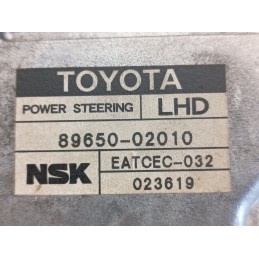 TOYOTA
POWER STEERING LHD
89650-02010
NSK EATCEC-032
023619